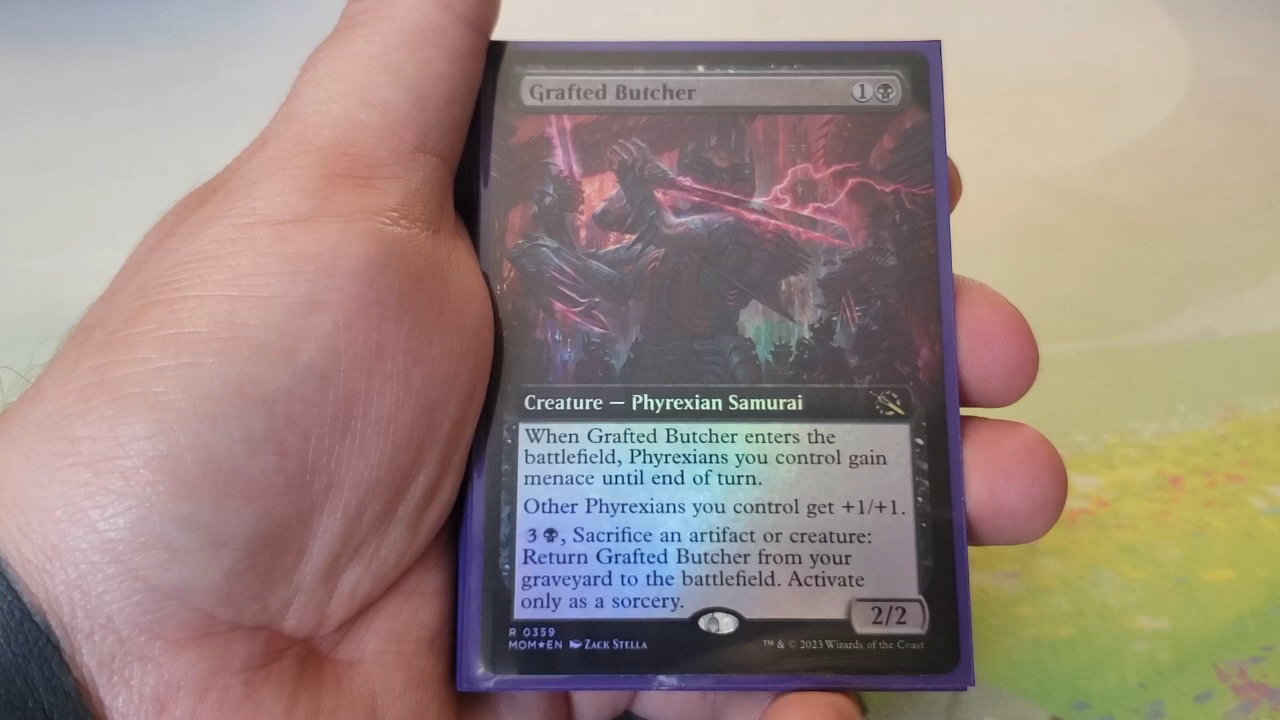 Grafted Butcher 1
Creature — Phyrexian Samurai
When Grafted Butcher enters the
battlefield, Phyrexians you control gain
menace until end of turn.
Other Phyrexians you control get +1/+1.
3 , Sacrifice an artifact or creature:
Return Grafted Butcher from your
graveyard to the battlefield. Activate
only as a sorcery.
2/2
R 0359
MOM★EN ZACK STELLA
™ & © 2023 Wizards of the Coast